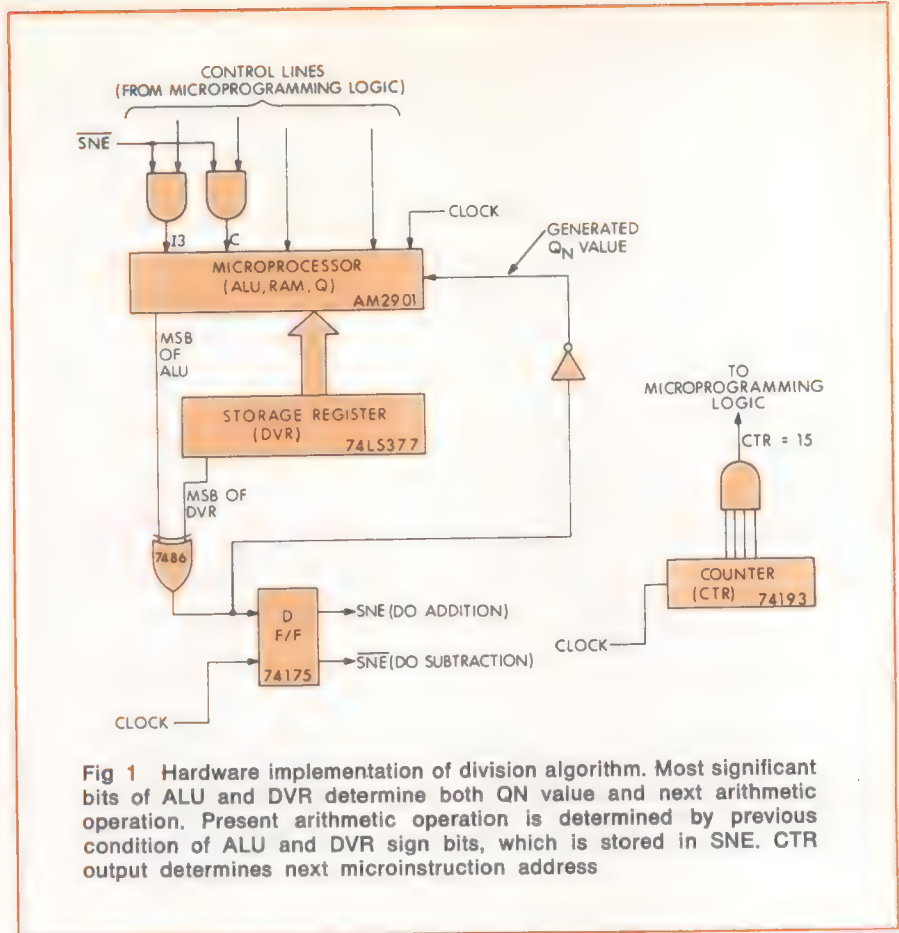 CONTROL LINES
(FROM MICROPROGRAMMING LOGIC)
SNE
CLOCK
I3
C
GENERATED
QN VALUE
MICROPROCESSOR
(ALU, RAM, Q)
AM2901
MSB
OF
ALU
STORAGE REGISTER
(DVR)
74LS377
MSB OF
DVR
7486
TO
MICROPROGRAMMING
LOGIC
CTR = 15
COUNTER
(CTR)
74193
CLOCK
D
F/F
74175
SNE (DO ADDITION)
SNE (DO SUBTRACTION)
CLOCK
Fig 1 Hardware implementation of division algorithm. Most significant
bits of ALU and DVR determine both QN value and next arithmetic
operation. Present arithmetic operation is determined by previous
condition of ALU and DVR sign bits, which is stored in SNE. CTR
output determines next microinstruction address